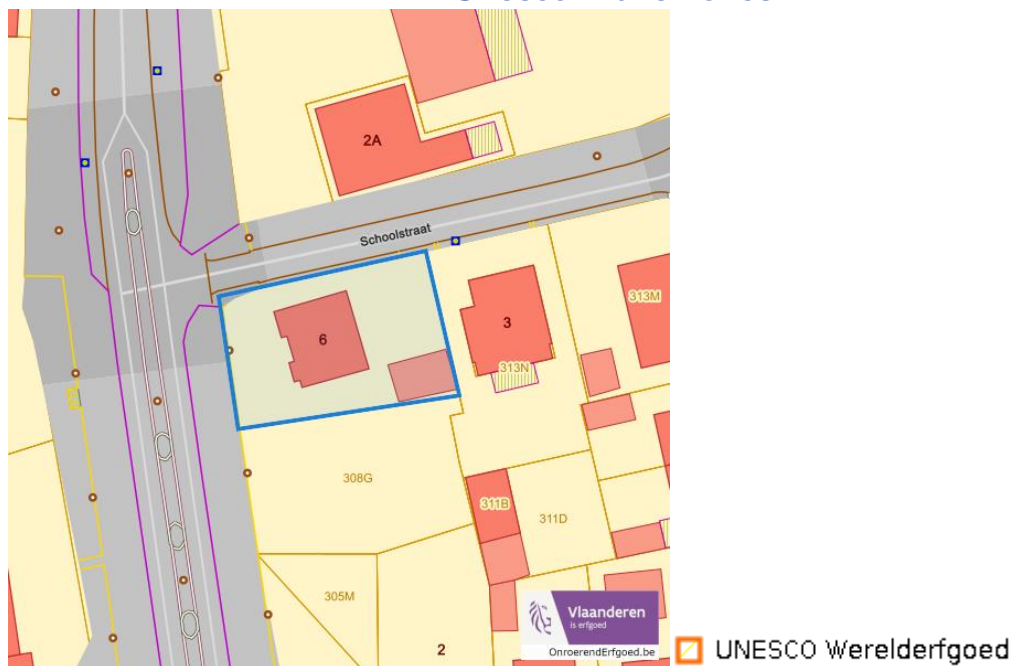 2A
Schoolstraat
313M
6
3
313N
308G
311B
311D
305M
2
Vlaanderen
is erfgoed
OnroerendErfgoed.be
UNESCO Werelderfgoed